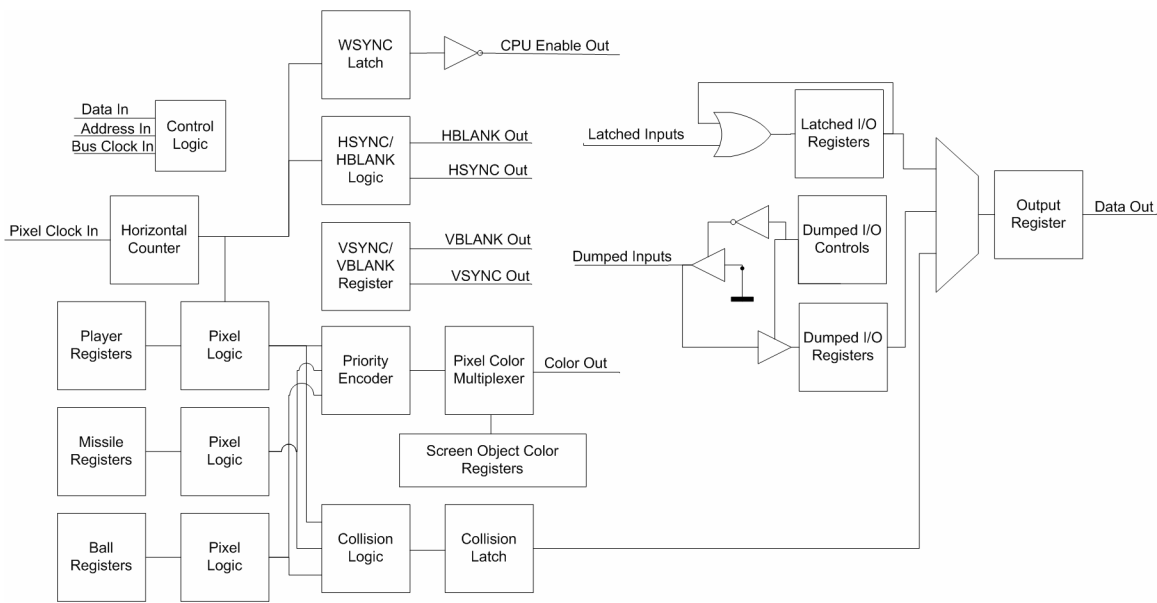 WSYNC
Latch
CPU Enable Out
Data In
Address In
Bus Clock In
Control
Logic
HSYNC/
HBLANK
Logic
HBLANK Out
HSYNC Out
Latched Inputs
Latched I/O
Registers
Pixel Clock In
Horizontal
Counter
VSYNC/
VBLANK
Register
VBLANK Out
VSYNC Out
Dumped Inputs
Dumped I/O
Controls
Output
Register
Data Out
Player
Registers
Pixel
Logic
Priority
Encoder
Pixel Color
Multiplexer
Color Out
Dumped I/O
Registers
Missile
Registers
Pixel
Logic
Screen Object Color
Registers
Ball
Registers
Pixel
Logic
Collision
Logic
Collision
Latch